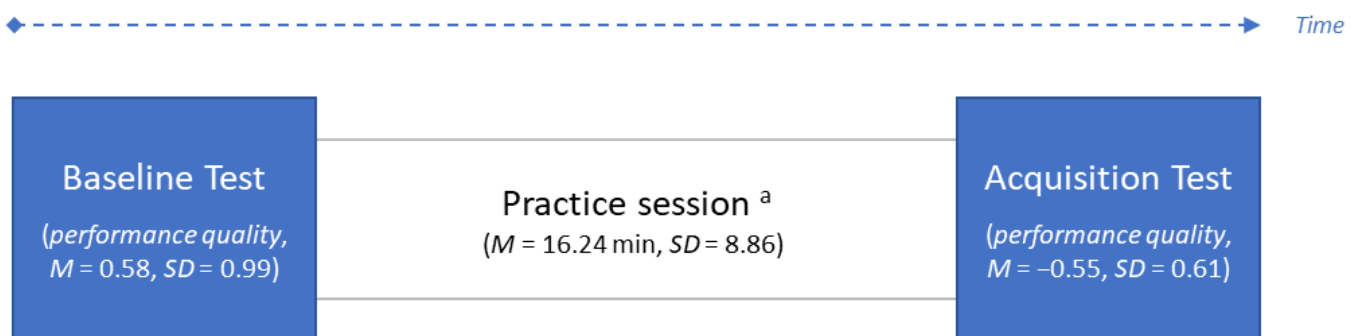 Time
Baseline Test
(performance quality,
M = 0.58, SD = 0.99)
Practice session ᵃ
(M = 16.24 min, SD = 8.86)
Acquisition Test
(performance quality,
M = −0.55, SD = 0.61)